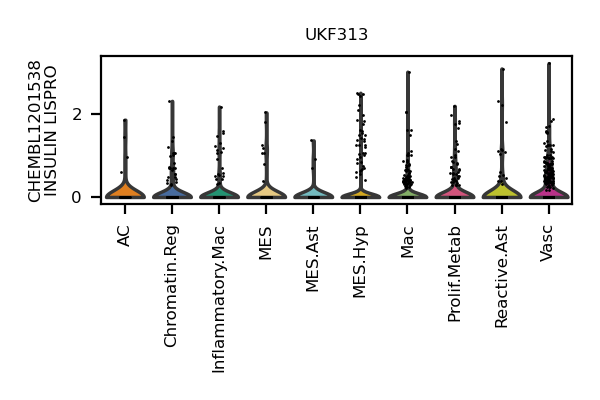 UKF313
CHEMBL1201538
INSULIN LISPRO
2
0
AC
Chromatin.Reg
Inflammatory.Mac
MES
MES.Ast
MES.Hyp
Mac
Prolif.Metab
Reactive.Ast
Vasc